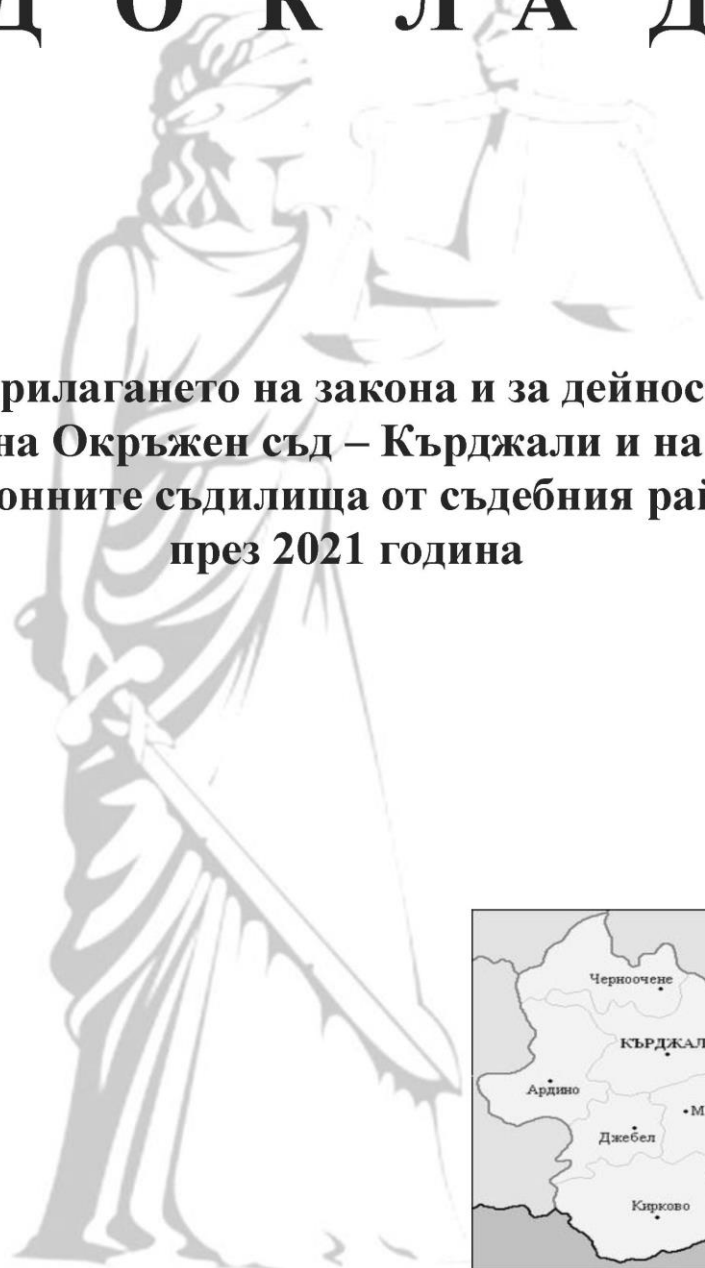 Д О К Л А Д
рилагането на закона и за дейнос
на Окръжен съд – Кърджали и на
онните съдилища от съдебния рай
през 2021 година
Черноочене
КЪРДЖАЛ
Ардино
М
Джебел
Кирково